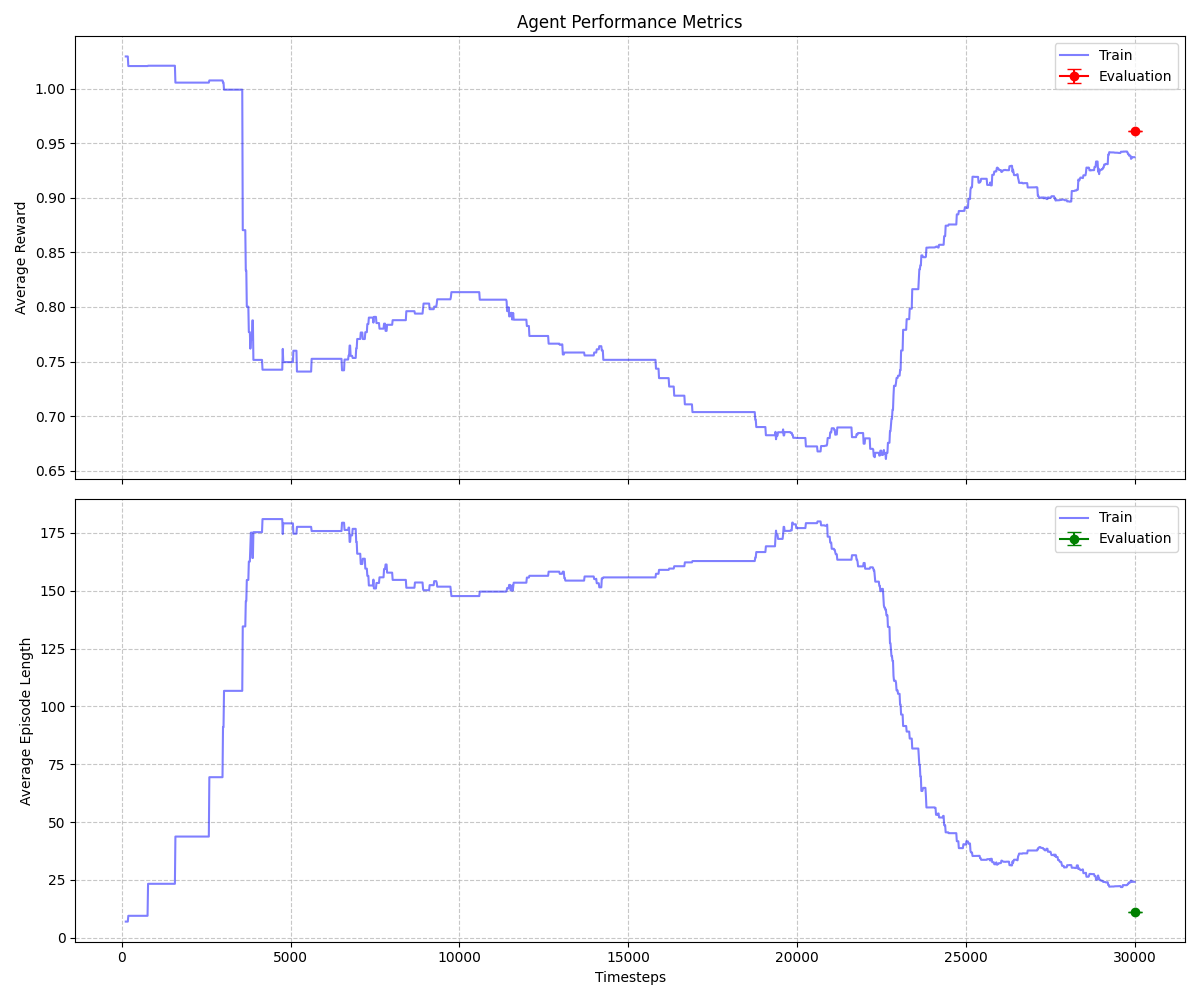 Agent Performance Metrics
Average Reward
1.00
0.95
0.90
0.85
0.80
0.75
0.70
0.65
Train
Evaluation
Average Episode Length
175
150
125
100
75
50
25
0
Train
Evaluation
0
5000
10000
15000
20000
25000
30000
Timesteps